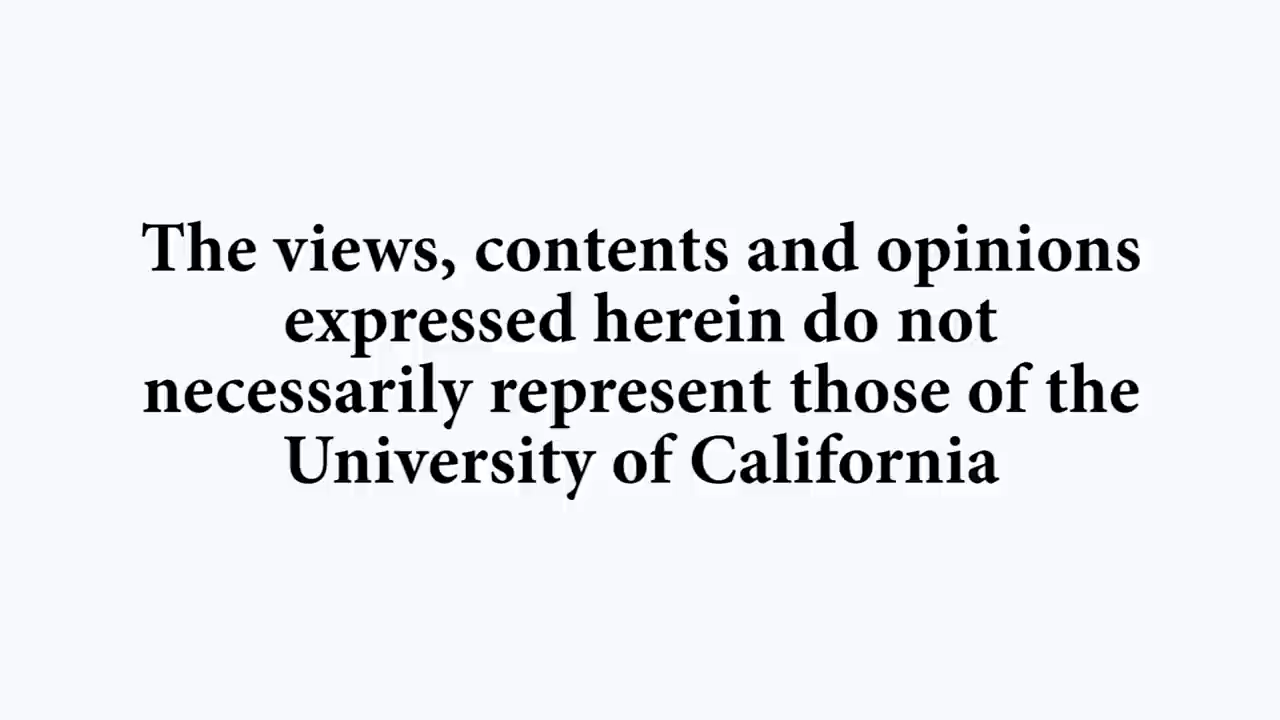 The views, contents and opinions
expressed herein do not
necessarily represent those of the
University of California